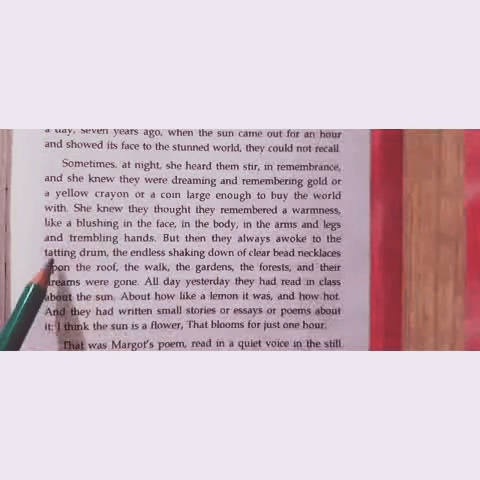 a day, seven years ago, when the sun came out for an hour
and showed its face to the stunned world, they could not recall.
Sometimes, at night, she heard them stir, in remembrance,
and she knew they were dreaming and remembering gold or
a yellow crayon or a coin large enough to buy the world
with. She knew they thought they remembered a warmness,
like a blushing in the face, in the body, in the arms and legs
and trembling hands. But then they always awoke to the
tatting drum, the endless shaking down of clear bead necklaces
upon the roof, the walk, the gardens, the forests, and their
dreams were gone. All day yesterday they had read in class
about the sun. About how like a lemon it was, and how hot.
And they had written small stories or essays or poems about
it: I think the sun is a flower, That blooms for just one hour.
That was Margot's poem, read in a quiet voice in the still